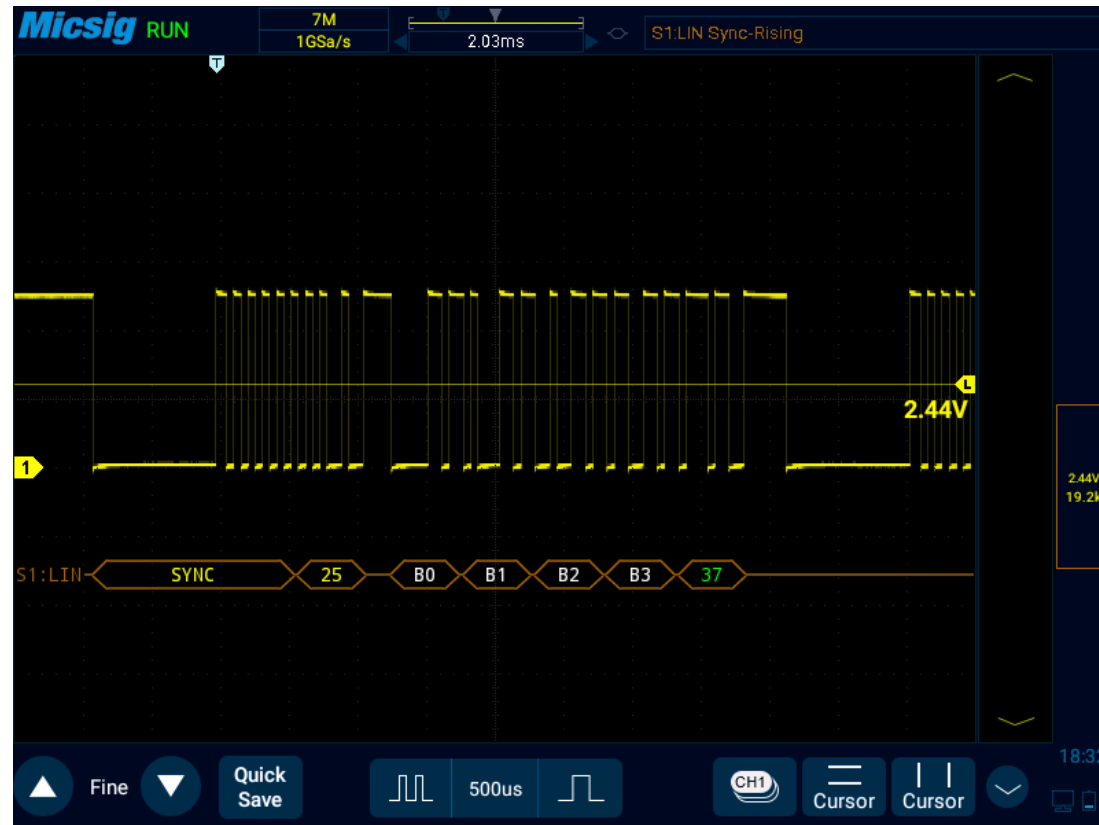 Micsig RUN
7M
1GSa/s
T
2.03ms
S1:LIN Sync-Rising
T
L
2.44V
1
2.44V
19.2k
S1:LIN
SYNC
25
B0
B1
B2
B3
37
Fine
Quick
Save
500us
CH1
Cursor
Cursor
18:32